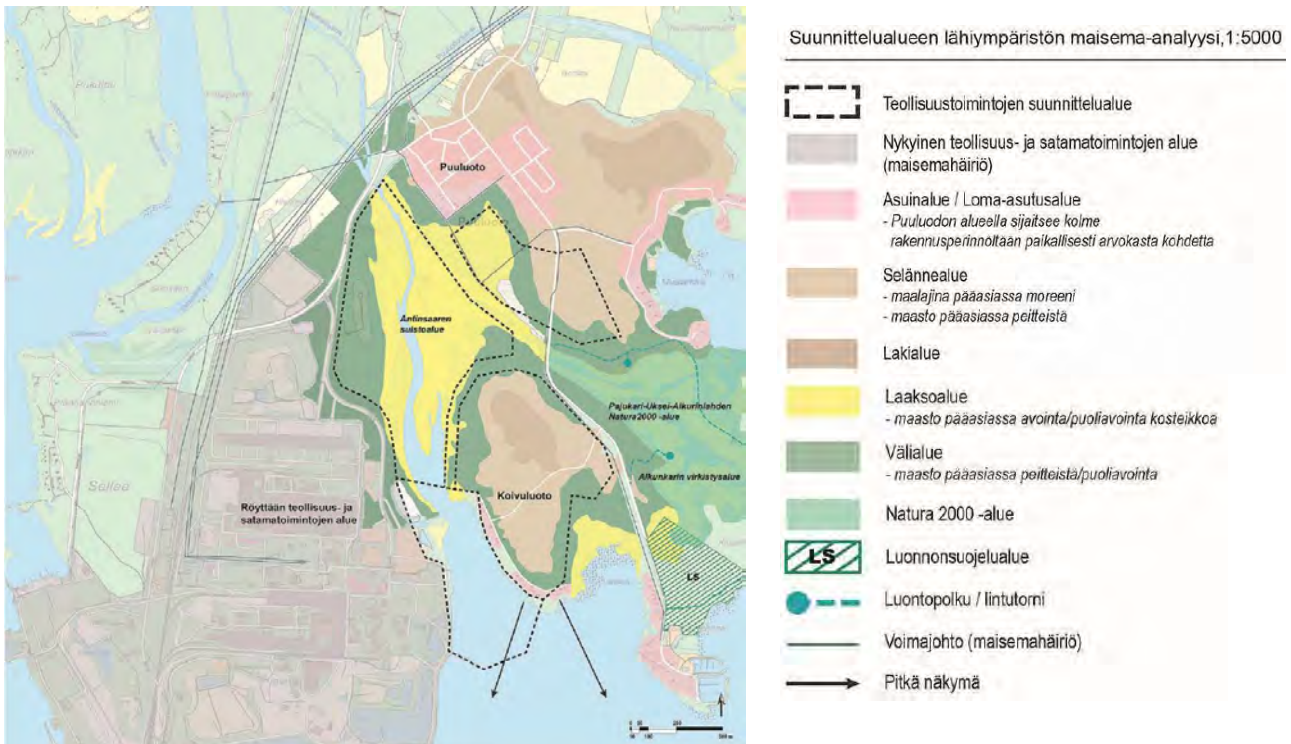 Puuluoto
Antinsaaren
suistoalue
Pajukari-Uksei-Alkunlahden
Natura2000 -alue
Alkunkarin virkistysalue
Koivuluoto
Röyttään teollisuus- ja
satamatoimintojen alue
Sellee
LS
500 m
Suunnittelualueen lähiympäristön maisema-analyysi,1:5000
Teollisuustoimintojen suunnittelualue
Nykyinen teollisuus- ja satamatoimintojen alue
(maisemahäiriö)
Asuinalue / Loma-asutusalue
- Puuluodon alueella sijaitsee kolme
rakennusperinnöltään paikallisesti arvokasta kohdetta
Selännealue
- maalajina pääasiassa moreeni
- maasto pääasiassa peitteistä
Lakialue
Laaksoalue
- maasto pääasiassa avointa/puoliavointa kosteikkoa
Välialue
- maasto pääasiassa peitteistä/puoliavointa
Natura 2000 -alue
LS
Luonnonsuojelualue
Luontopolku / lintutorni
Voimajohto (maisemahäiriö)
Pitkä näkymä